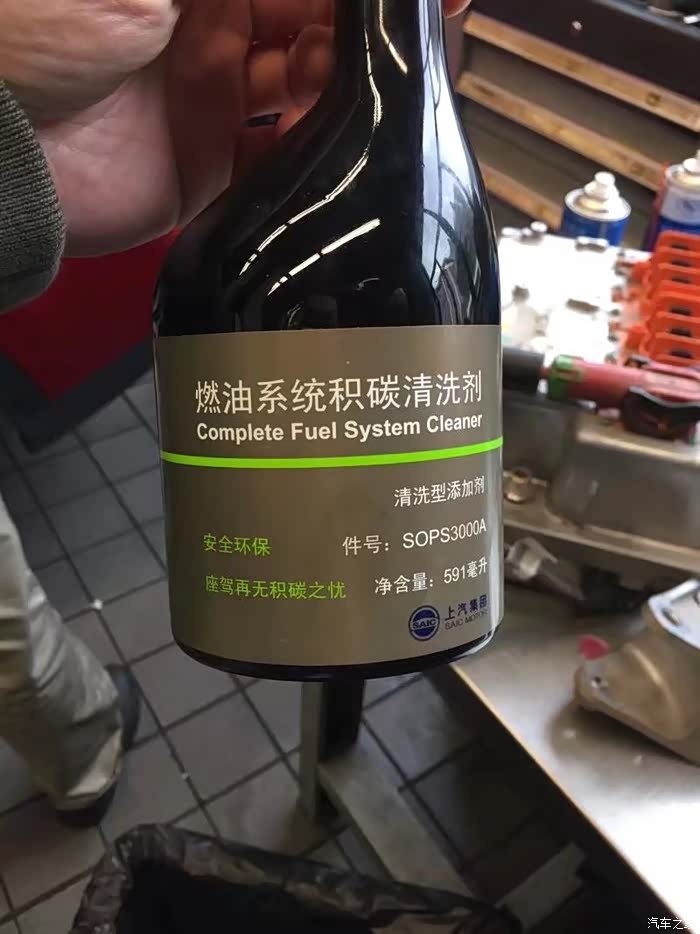 燃油系统积碳清洗剂
Complete Fuel System Cleaner
清洗型添加剂
安全环保
件号：SOPS3000A
座驾再无积碳之忧
净含量：591毫升
SAIC
上汽集团
SAIC MOTOR
汽车之家